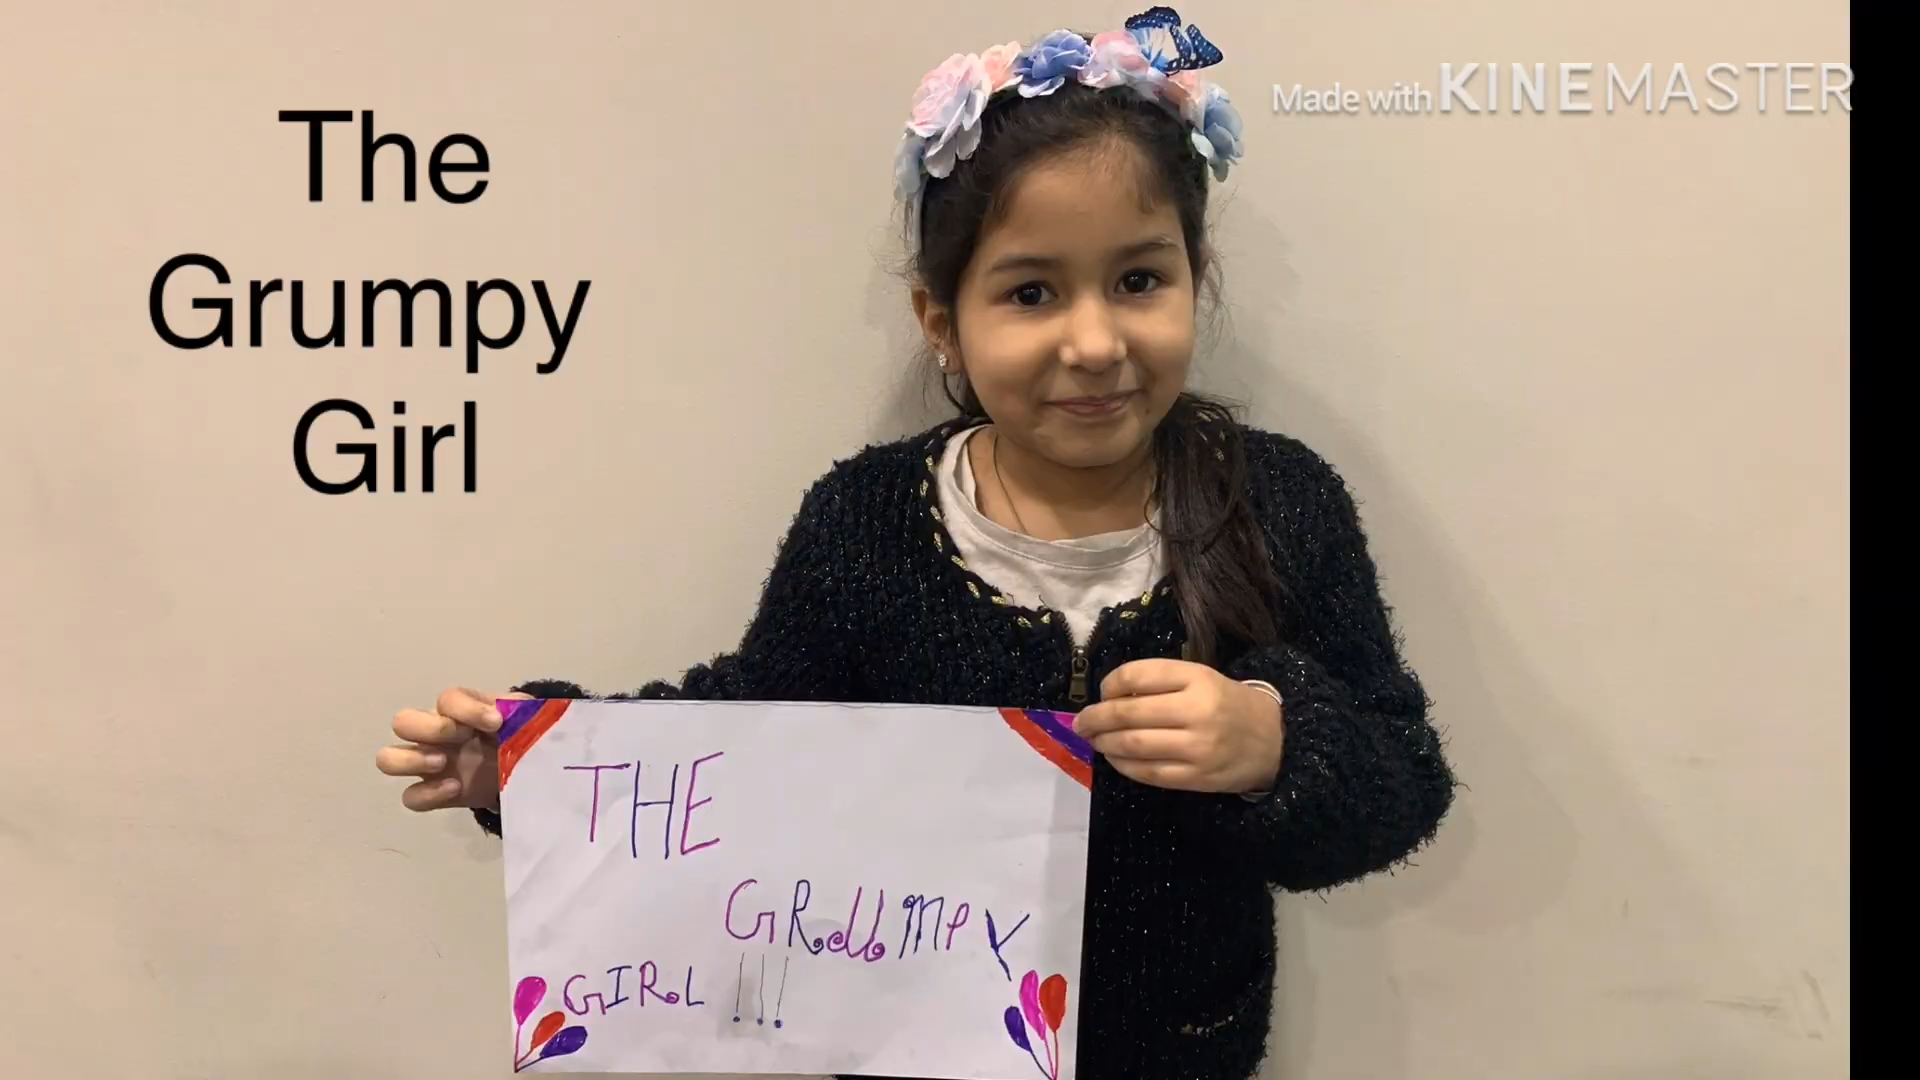 The
Grumpy
Girl
Made with KINEMASTER
THE
GRUMPY
GIRL !!!